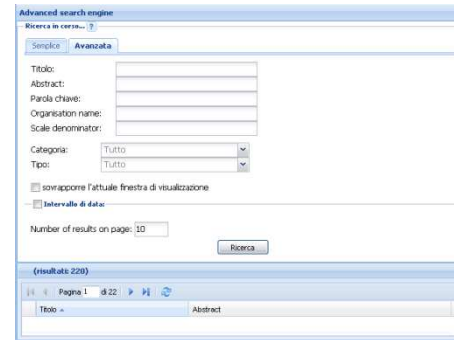 Advanced search engine
Ricerca in corso... ?
Semplice Avanzata
Titolo:
Abstract:
Parola chiave:
Organisation name:
Scale denominator:
Categoria: Tutto
Tipo: Tutto
sovrapporre l'attuale finestra di visualizzazione
Intervallo di data:
Number of results on page: 10
Ricerca
(risultati: 220)
Pagina 1 di 22
Titolo Abstract